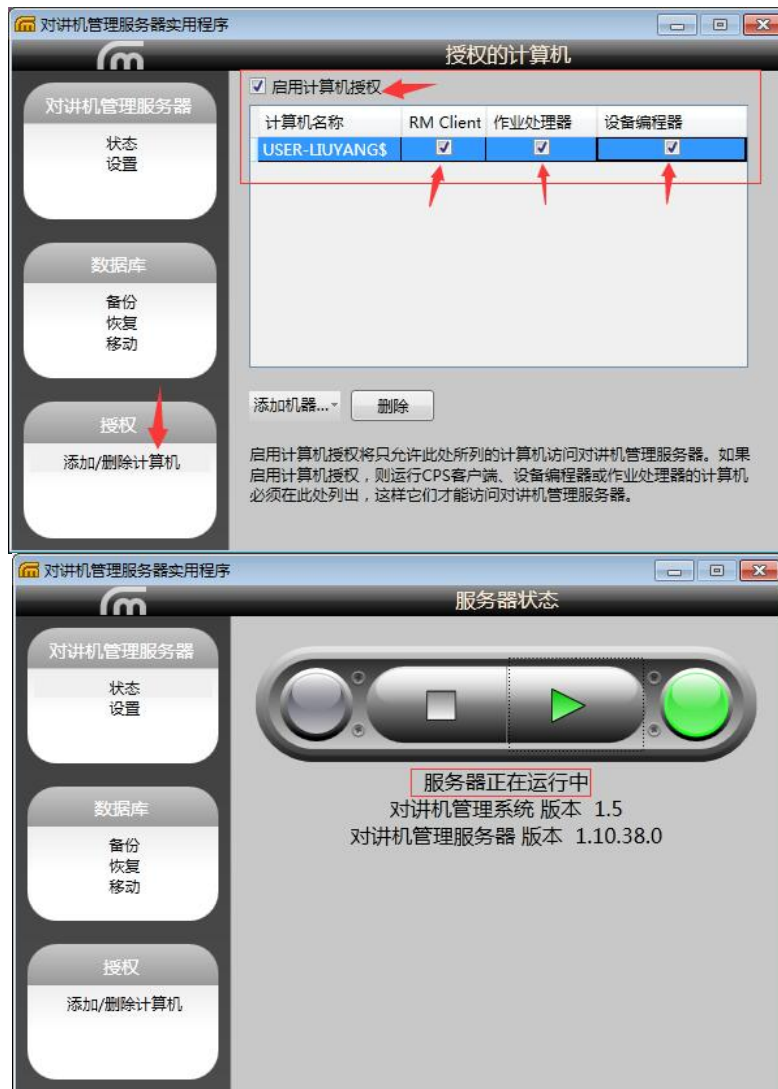 对讲机管理服务器实用程序
授权的计算机
对讲机管理服务器
状态
设置
数据库
备份
恢复
移动
授权
添加/删除计算机
启用计算机授权
计算机名称 RM Client 作业处理器 设备编程器
USER-LIUYANG$
添加机器... 删除
启用计算机授权将只允许此处所列的计算机访问对讲机管理服务器。如果
启用计算机授权，则运行CPS客户端、设备编程器或作业处理器的计算机
必须在此处列出，这样它们才能访问对讲机管理服务器。
对讲机管理服务器实用程序
服务器状态
对讲机管理服务器
状态
设置
数据库
备份
恢复
移动
授权
添加/删除计算机
服务器正在运行中
对讲机管理系统 版本 1.5
对讲机管理服务器 版本 1.10.38.0